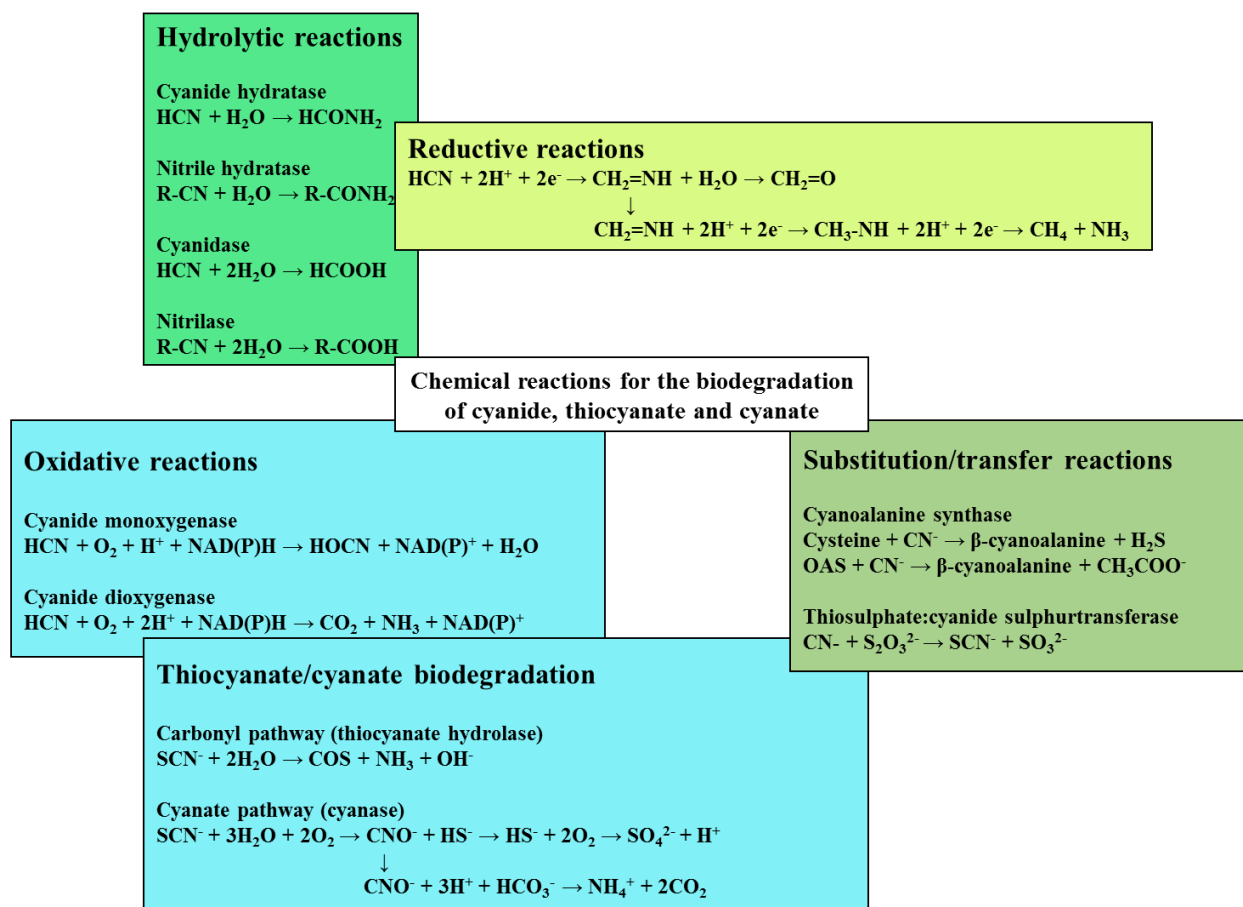 Hydrolytic reactions
Cyanide hydratase
HCN + H₂O → HCONH₂
Nitrile hydratase
R-CN + H₂O → R-CONH₂
Cyanidase
HCN + 2H₂O → HCOOH
Nitrilase
R-CN + 2H₂O → R-COOH
Reductive reactions
HCN + 2H⁺ + 2e⁻ → CH₂=NH + H₂O → CH₂=O
↓
CH₂=NH + 2H⁺ + 2e⁻ → CH₃-NH + 2H⁺ + 2e⁻ → CH₄ + NH₃
Chemical reactions for the biodegradation
of cyanide, thiocyanate and cyanate
Oxidative reactions
Cyanide monoxygenase
HCN + O₂ + H⁺ + NAD(P)H → HOCN + NAD(P)⁺ + H₂O
Cyanide dioxygenase
HCN + O₂ + 2H⁺ + NAD(P)H → CO₂ + NH₃ + NAD(P)⁺
Substitution/transfer reactions
Cyanoalanine synthase
Cysteine + CN⁻ → β-cyanoalanine + H₂S
OAS + CN⁻ → β-cyanoalanine + CH₃COO⁻
Thiosulphate:cyanide sulphurtransferase
CN- + S₂O₃²⁻ → SCN⁻ + SO₃²⁻
Thiocyanate/cyanate biodegradation
Carbonyl pathway (thiocyanate hydrolase)
SCN⁻ + 2H₂O → COS + NH₃ + OH⁻
Cyanate pathway (cyanase)
SCN⁻ + 3H₂O + 2O₂ → CNO⁻ + HS⁻ → HS⁻ + 2O₂ → SO₄²⁻ + H⁺
↓
CNO⁻ + 3H⁺ + HCO₃⁻ → NH₄⁺ + 2CO₂